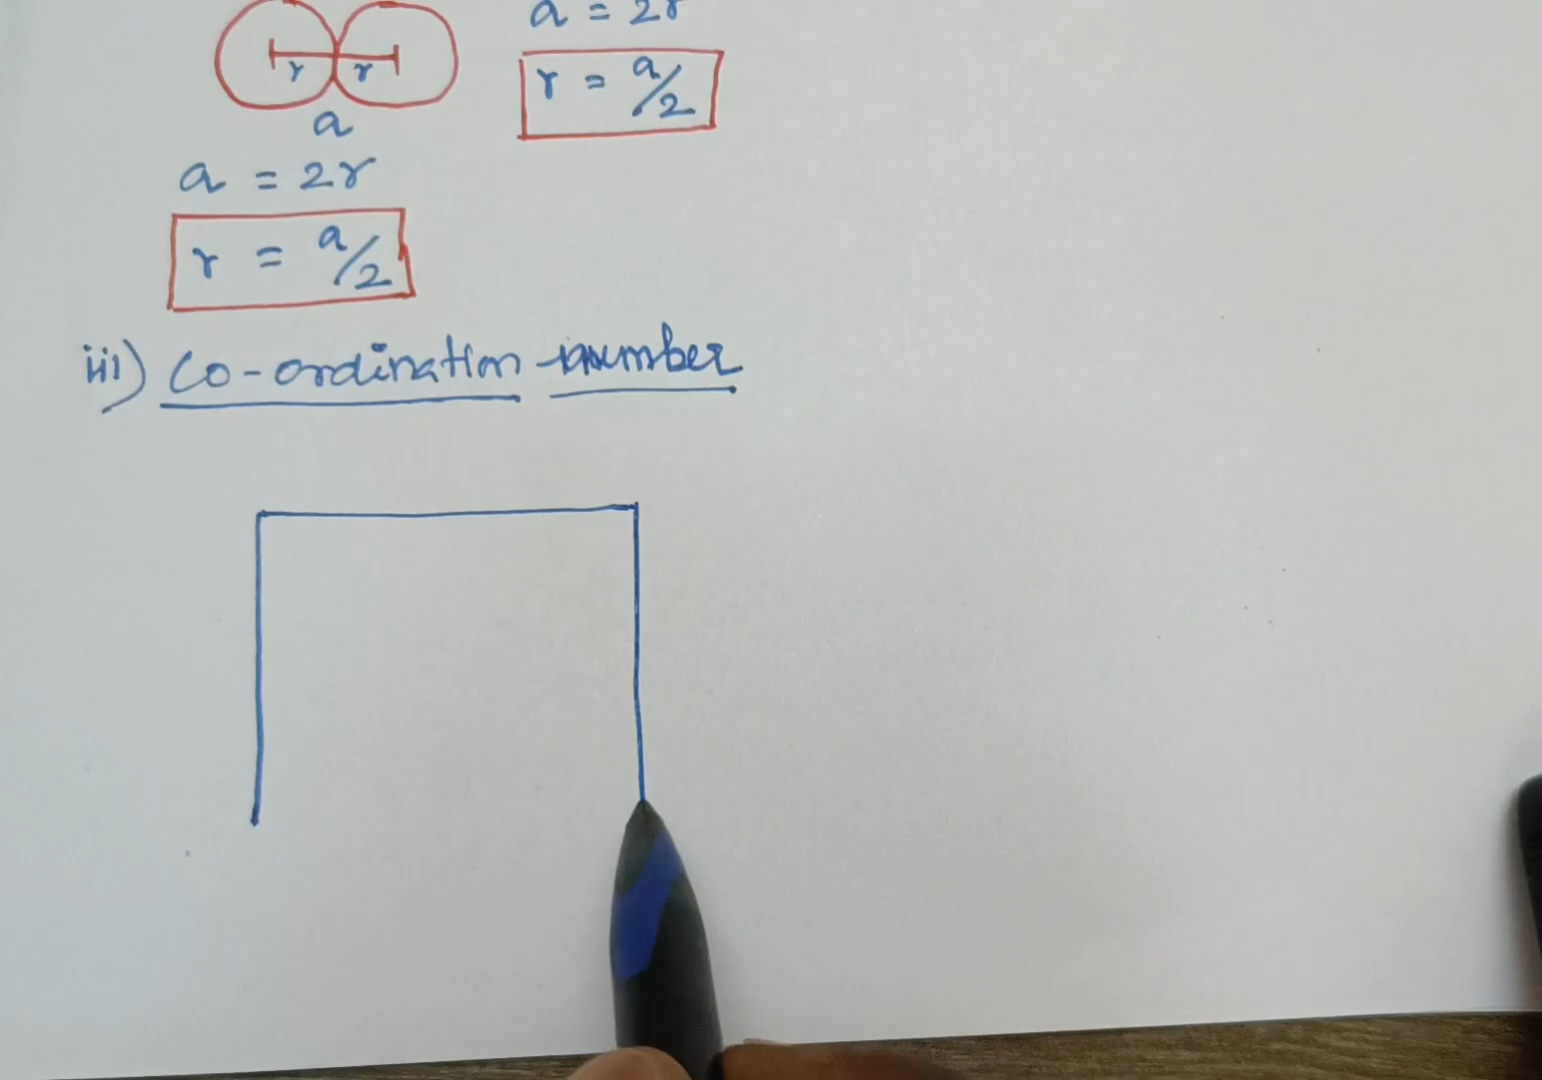 r r
a
a = 2r
r = a/2
a = 2r
r = a/2
iii) Co-ordination number